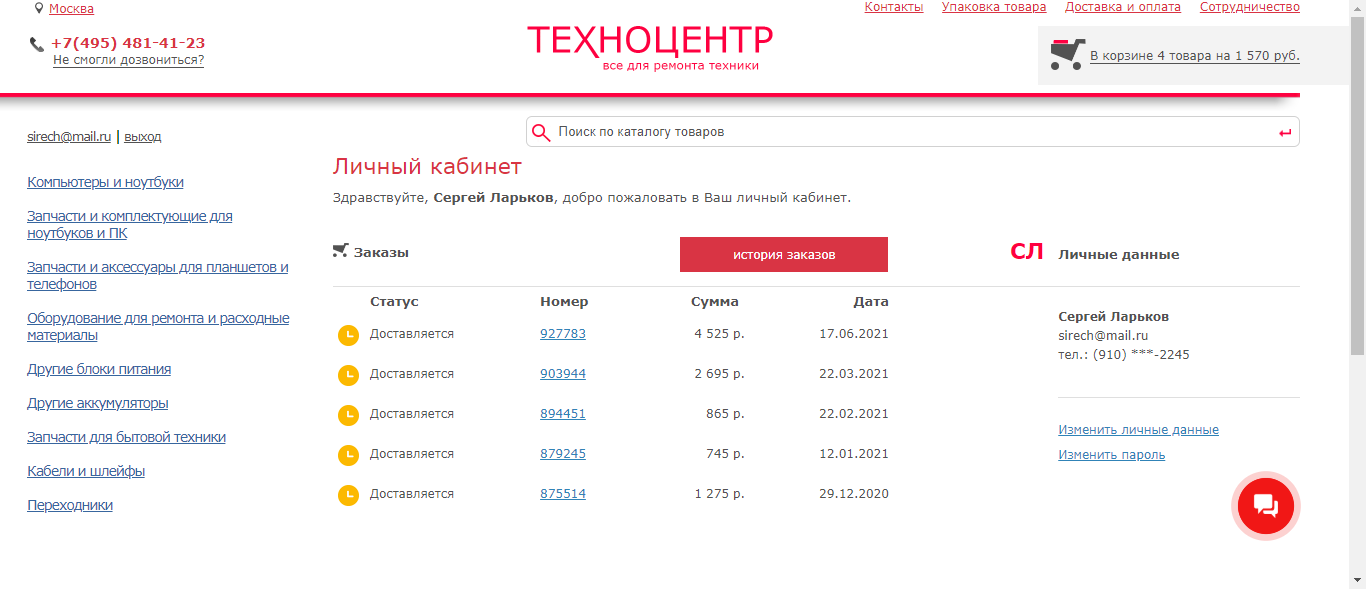 Москва
Контакты Упаковка товара Доставка и оплата Сотрудничество
+7(495) 481-41-23
Не смогли дозвониться?
ТЕХНОЦЕНТР
все для ремонта техники
В корзине 4 товара на 1 570 руб.
sirech@mail.ru | выход
Поиск по каталогу товаров
Компьютеры и ноутбуки
Запчасти и комплектующие для
ноутбуков и ПК
Запчасти и аксессуары для планшетов и
телефонов
Оборудование для ремонта и расходные
материалы
Другие блоки питания
Другие аккумуляторы
Запчасти для бытовой техники
Кабели и шлейфы
Переходники
Личный кабинет
Здравствуйте, Сергей Ларьков, добро пожаловать в Ваш личный кабинет.
Заказы
история заказов
Статус Номер Сумма Дата
Доставляется 927783 4 525 р. 17.06.2021
Доставляется 903944 2 695 р. 22.03.2021
Доставляется 894451 865 р. 22.02.2021
Доставляется 879245 745 р. 12.01.2021
Доставляется 875514 1 275 р. 29.12.2020
СЛ Личные данные
Сергей Ларьков
sirech@mail.ru
тел.: (910) ***-2245
Изменить личные данные
Изменить пароль